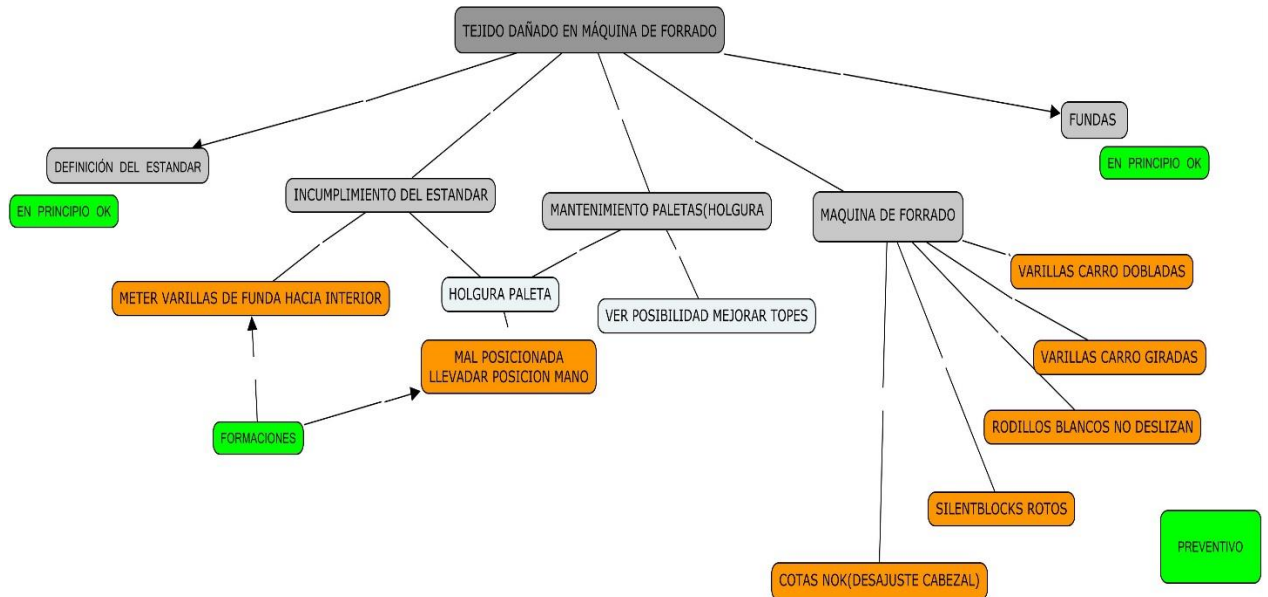 TEJIDO DAÑADO EN MÁQUINA DE FORRADO
FUNDAS
EN PRINCIPIO OK
DEFINICIÓN DEL ESTANDAR
EN PRINCIPIO OK
INCUMPLIMIENTO DEL ESTANDAR
MANTENIMIENTO PALETAS(HOLGURA
MAQUINA DE FORRADO
VARILLAS CARRO DOBLADAS
METER VARILLAS DE FUNDA HACIA INTERIOR
HOLGURA PALETA
VER POSIBILIDAD MEJORAR TOPES
MAL POSICIONADA
LLEVADAR POSICION MANO
VARILLAS CARRO GIRADAS
FORMACIONES
RODILLOS BLANCOS NO DESLIZAN
SILENTBLOCKS ROTOS
PREVENTIVO
COTAS NOK(DESAJUSTE CABEZAL)